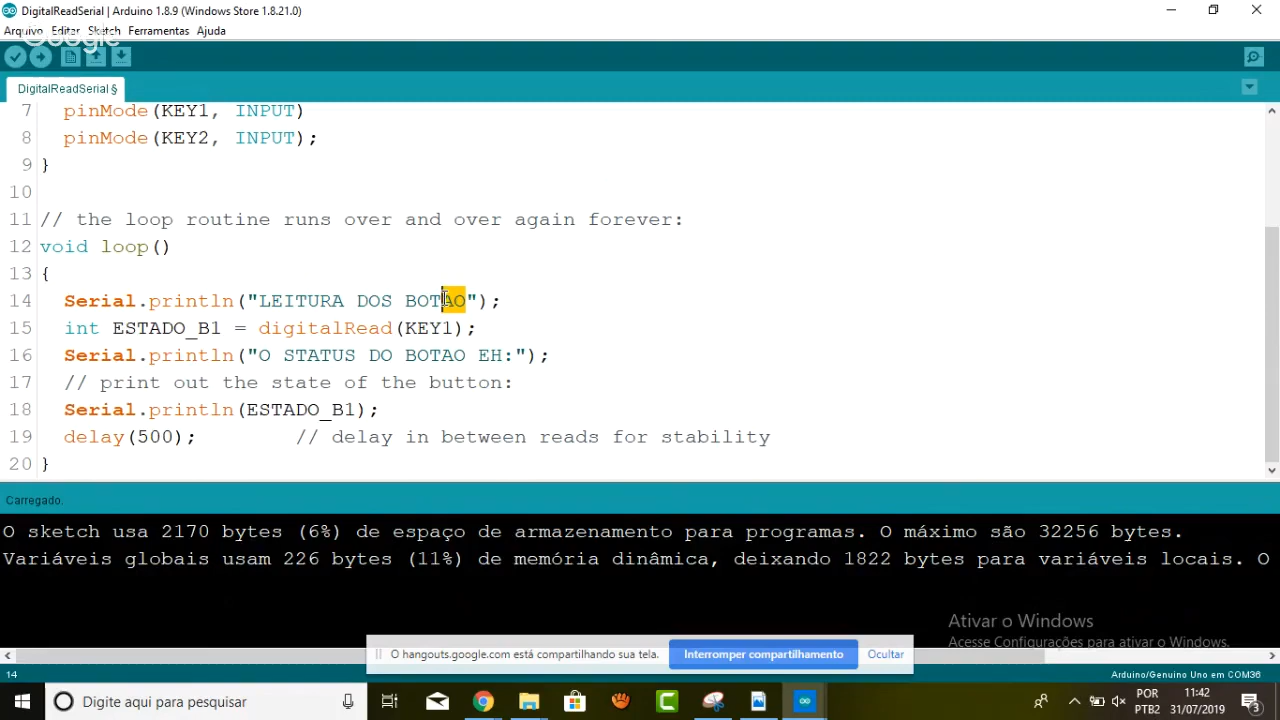 DigitalReadSerial | Arduino 1.8.9 (Windows Store 1.8.21.0)
Arquivo Editar Sketch Ferramentas Ajuda
Google
DigitalReadSerial §
7 pinMode(KEY1, INPUT)
8 pinMode(KEY2, INPUT);
9 }
10
11 // the loop routine runs over and over again forever:
12 void loop()
13 {
14 Serial.println("LEITURA DOS BOTAO");
15 int ESTADO_B1 = digitalRead(KEY1);
16 Serial.println("O STATUS DO BOTAO EH:");
17 // print out the state of the button:
18 Serial.println(ESTADO_B1);
19 delay(500); // delay in between reads for stability
20 }
Carregado.
O sketch usa 2170 bytes (6%) de espaço de armazenamento para programas. O máximo são 32256 bytes.
Variáveis globais usam 226 bytes (11%) de memória dinâmica, deixando 1822 bytes para variáveis locais. O
Ativar o Windows
Acesse Configurações para ativar o Windows.
O hangouts.google.com está compartilhando sua tela. Interromper compartilhamento Ocultar
14 Arduino/Genuino Uno em COM36
Digite aqui para pesquisar
POR 11:42
PTB2 31/07/2019
3